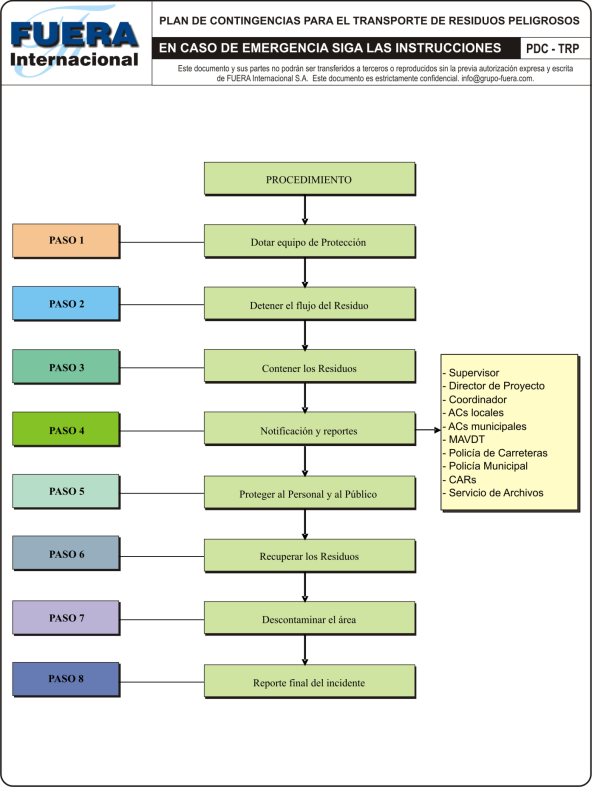 FUERA
Internacional
PLAN DE CONTINGENCIAS PARA EL TRANSPORTE DE RESIDUOS PELIGROSOS
EN CASO DE EMERGENCIA SIGA LAS INSTRUCCIONES
PDC - TRP
Este documento y sus partes no podrán ser transferidos a terceros o reproducidos sin la previa autorización expresa y escrita
de FUERA Internacional S.A. Este documento es estrictamente confidencial. info@grupo-fuera.com.
PROCEDIMIENTO
PASO 1
Dotar equipo de Protección
PASO 2
Detener el flujo del Residuo
PASO 3
Contener los Residuos
PASO 4
Notificación y reportes
- Supervisor
- Director de Proyecto
- Coordinador
- ACs locales
- ACs municipales
- MAVDT
- Policía de Carreteras
- Policía Municipal
- CARs
- Servicio de Archivos
PASO 5
Proteger al Personal y al Público
PASO 6
Recuperar los Residuos
PASO 7
Descontaminar el área
PASO 8
Reporte final del incidente